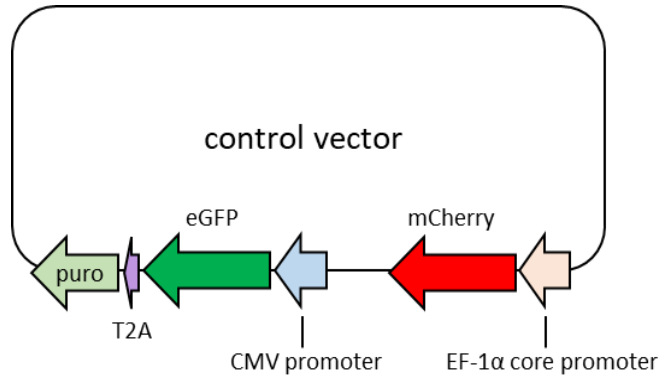 control vector
eGFP
mCherry
puro
T2A
CMV promoter
EF-1α core promoter